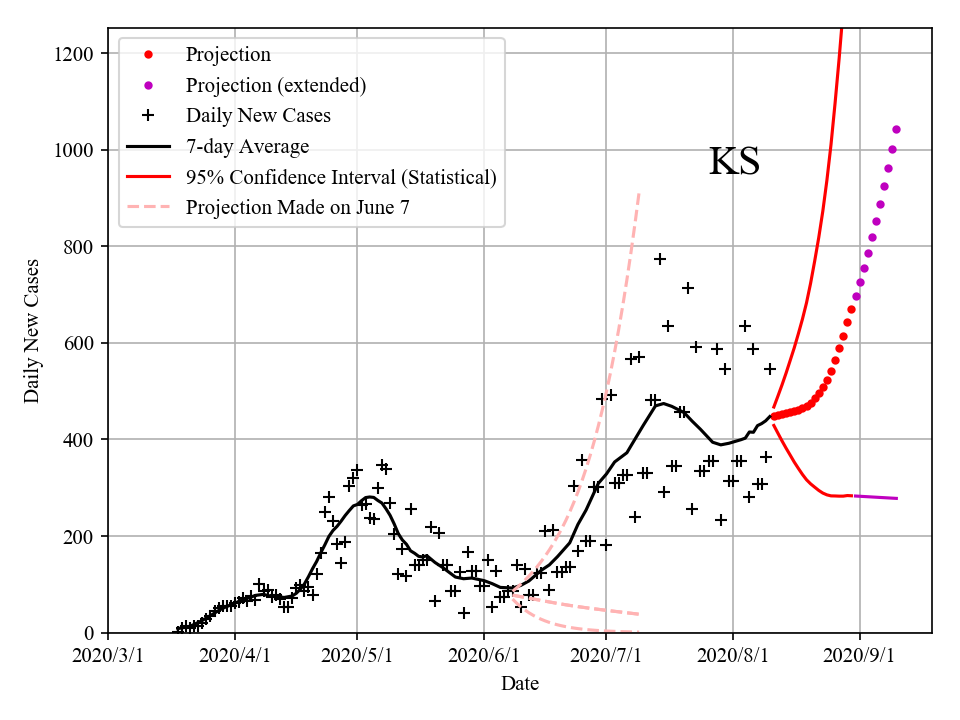 1200
1000
800
600
400
200
0
Daily New Cases
Projection
Projection (extended)
Daily New Cases
7-day Average
95% Confidence Interval (Statistical)
Projection Made on June 7
KS
2020/3/1 2020/4/1 2020/5/1 2020/6/1 2020/7/1 2020/8/1 2020/9/1
Date